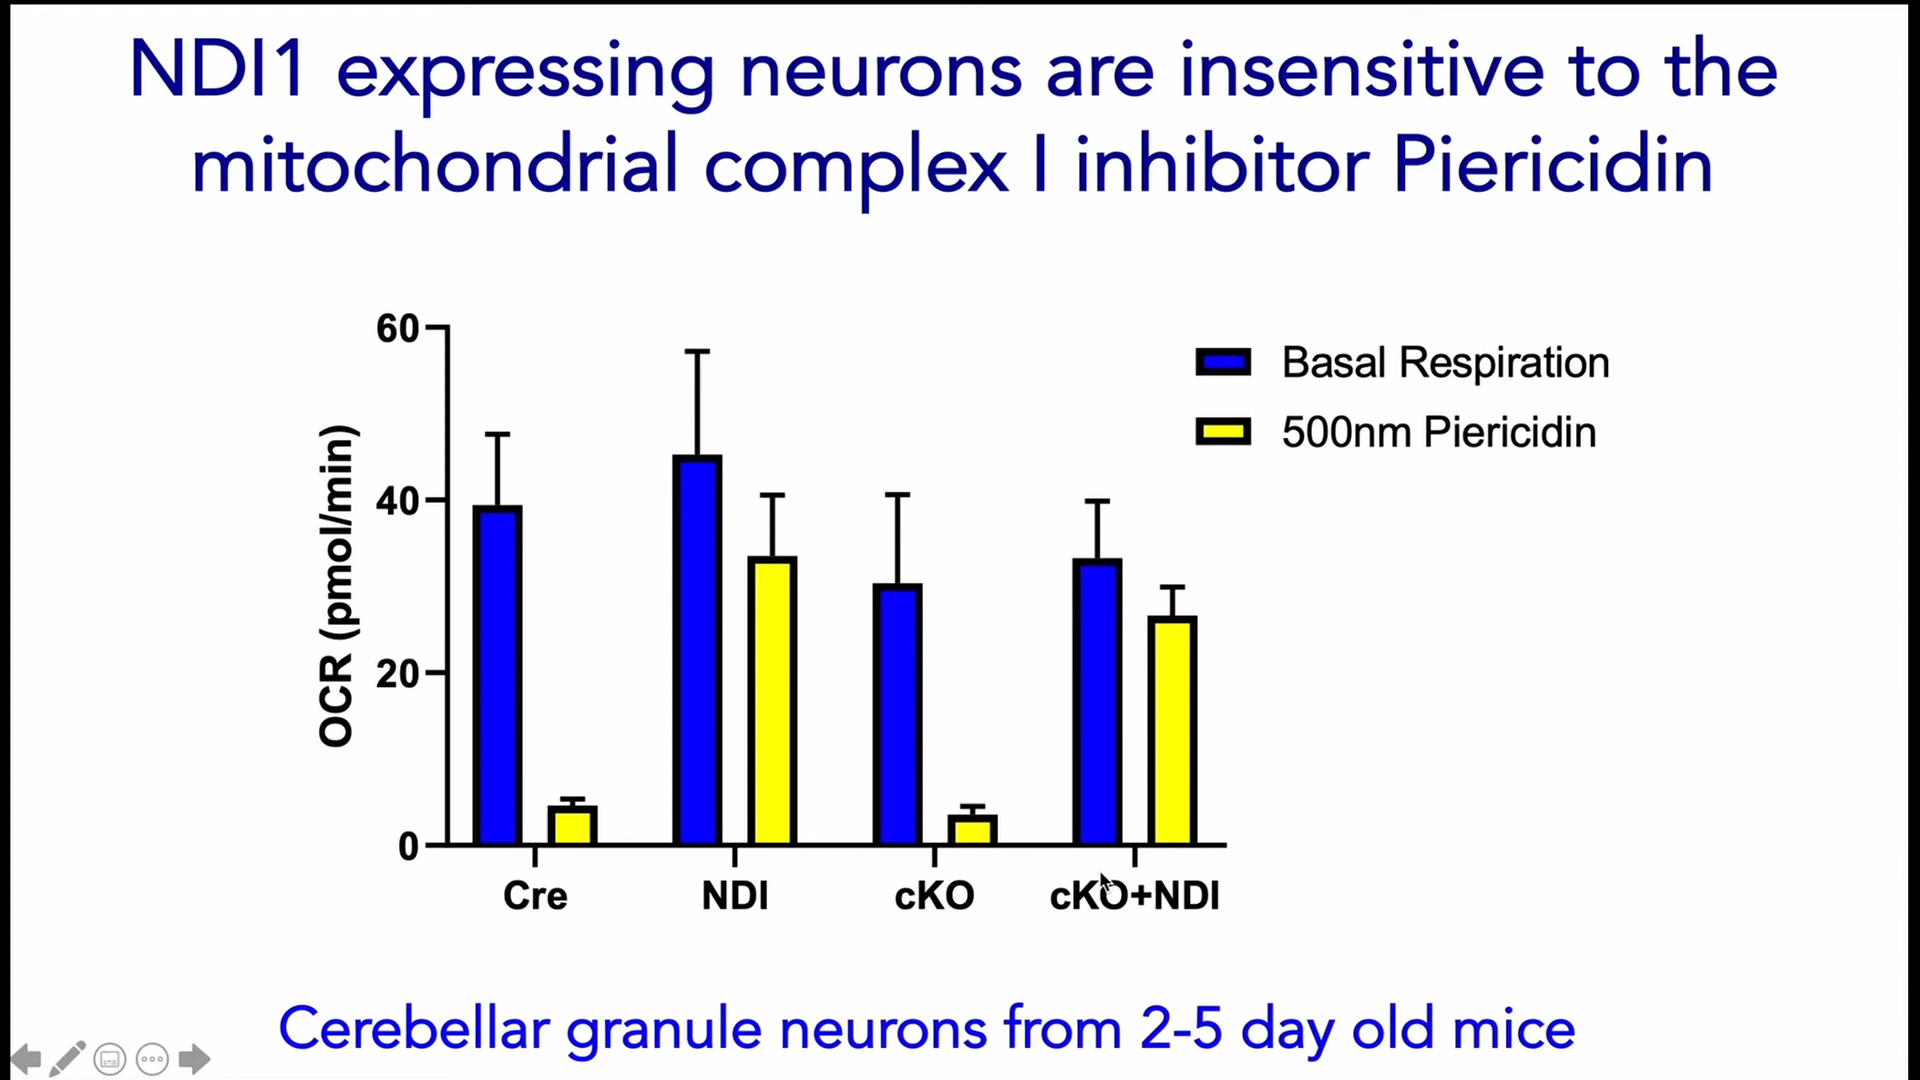 NDI1 expressing neurons are insensitive to the
mitochondrial complex I inhibitor Piericidin
60
40
20
0
OCR (pmol/min)
Basal Respiration
500nm Piericidin
Cre
NDI
cKO
cKO+NDI
Cerebellar granule neurons from 2-5 day old mice